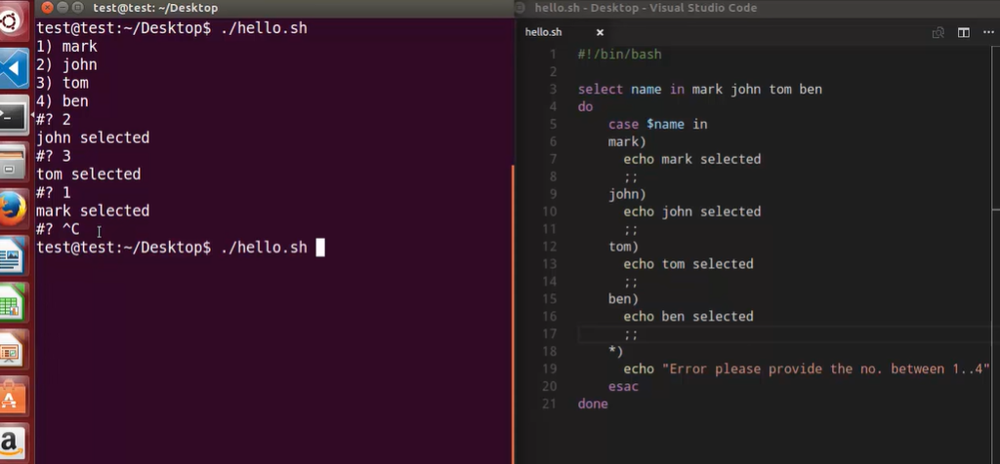 test@test: ~/Desktop
test@test:~/Desktop$ ./hello.sh
1) mark
2) john
3) tom
4) ben
#? 2
john selected
#? 3
tom selected
#? 1
mark selected
#? ^C
test@test:~/Desktop$ ./hello.sh
hello.sh - Desktop - Visual Studio Code
hello.sh
1 #!/bin/bash
2
3 select name in mark john tom ben
4 do
5 case $name in
6 mark)
7 echo mark selected
8 ;;
9 john)
10 echo john selected
11 ;;
12 tom)
13 echo tom selected
14 ;;
15 ben)
16 echo ben selected
17 ;;
18 *)
19 echo "Error please provide the no. between 1..4"
20 esac
21 done